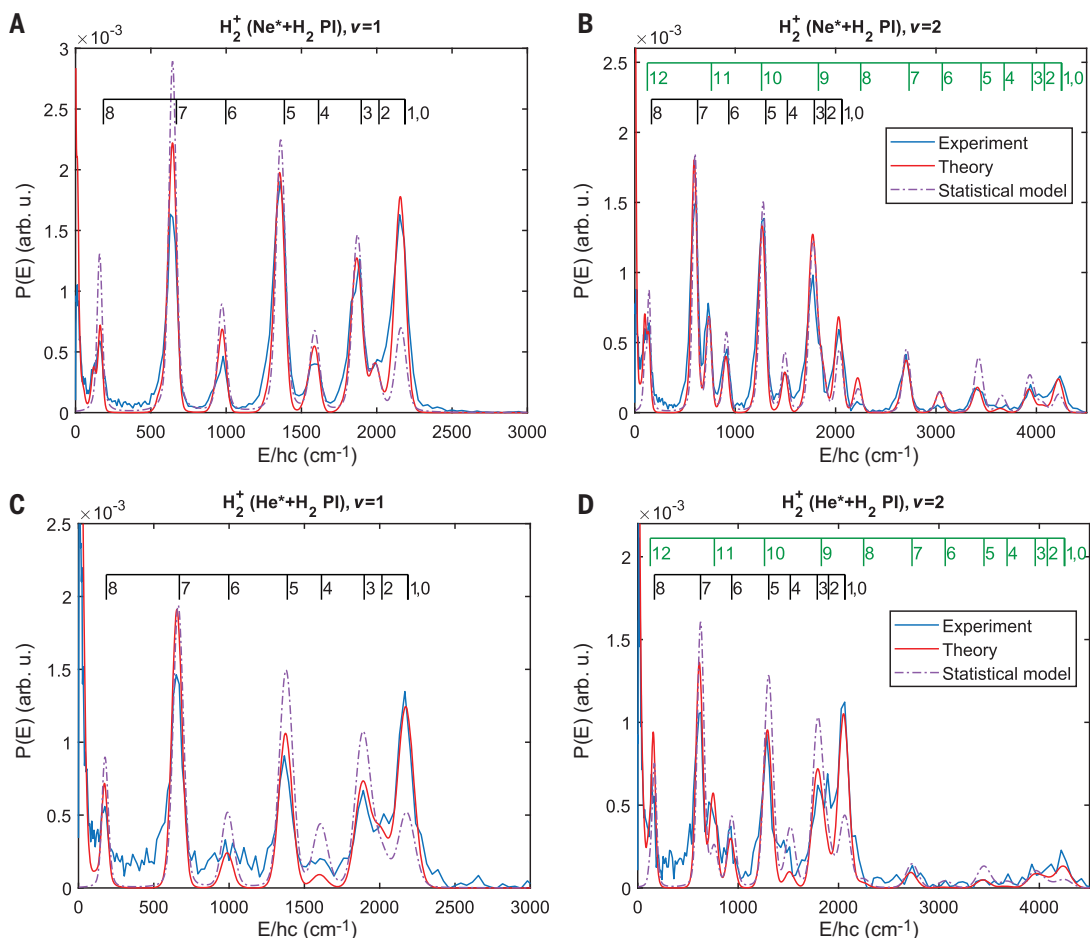 A
H₂⁺ (Ne*+H₂ PI), v=1
×10⁻³
3
2.5
2
1.5
1
0.5
0
P(E) (arb. u.)
8 7 6 5 4 3 2 1,0
0 500 1000 1500 2000 2500 3000
E/hc (cm⁻¹)
B
H₂⁺ (Ne*+H₂ PI), v=2
×10⁻³
2.5
2
1.5
1
0.5
0
P(E) (arb. u.)
12 11 10 9 8 7 6 5 4 3 2 1,0
8 7 6 5 4 3 2 1,0
Experiment
Theory
Statistical model
0 1000 2000 3000 4000
E/hc (cm⁻¹)
C
H₂⁺ (He*+H₂ PI), v=1
×10⁻³
2.5
2
1.5
1
0.5
0
P(E) (arb. u.)
8 7 6 5 4 3 2 1,0
0 500 1000 1500 2000 2500 3000
E/hc (cm⁻¹)
D
H₂⁺ (He*+H₂ PI), v=2
×10⁻³
2
1.5
1
0.5
0
P(E) (arb. u.)
12 11 10 9 8 7 6 5 4 3 2 1,0
8 7 6 5 4 3 2 1,0
Experiment
Theory
Statistical model
0 1000 2000 3000 4000
E/hc (cm⁻¹)